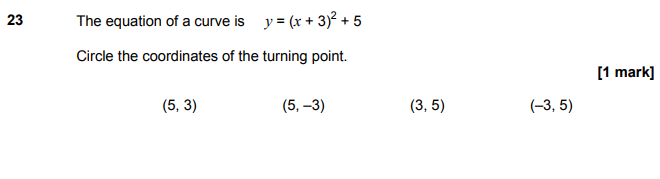 23 The equation of a curve is y = (x + 3)² + 5
Circle the coordinates of the turning point.
[1 mark]
(5, 3) (5, –3) (3, 5) (–3, 5)